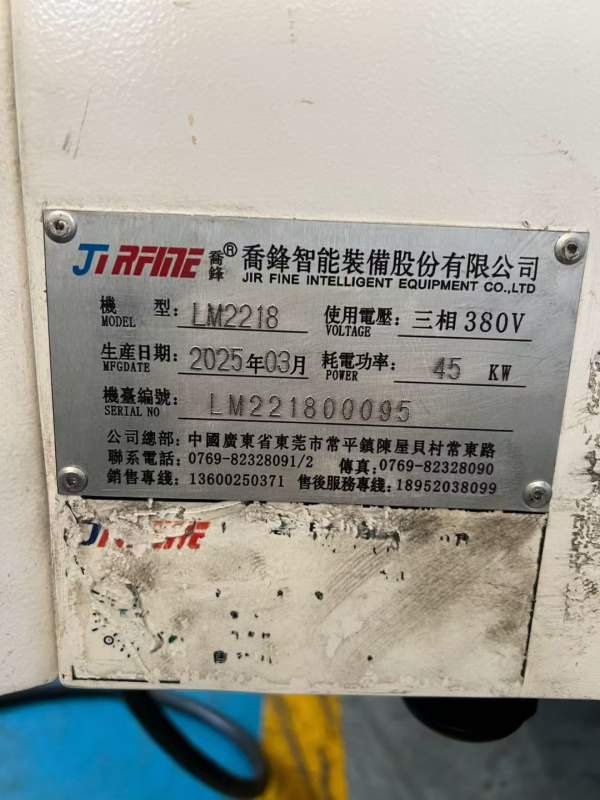 JIRFINE 喬鋒® 喬鋒智能裝備股份有限公司
JIR FINE INTELLIGENT EQUIPMENT CO.,LTD
機 型: LM2218 使用電壓: 三相 380V
MODEL VOLTAGE
生産日期: 2025年03月 耗電功率: 45 KW
MFGDATE POWER
機臺編號: LM221800095
SERIAL NO
公司總部: 中國廣東省東莞市常平鎮陳屋貝村常東路
聯系電話: 0769-82328091/2 傳真: 0769-82328090
銷售專綫: 13600250371 售後服務專綫: 18952038099